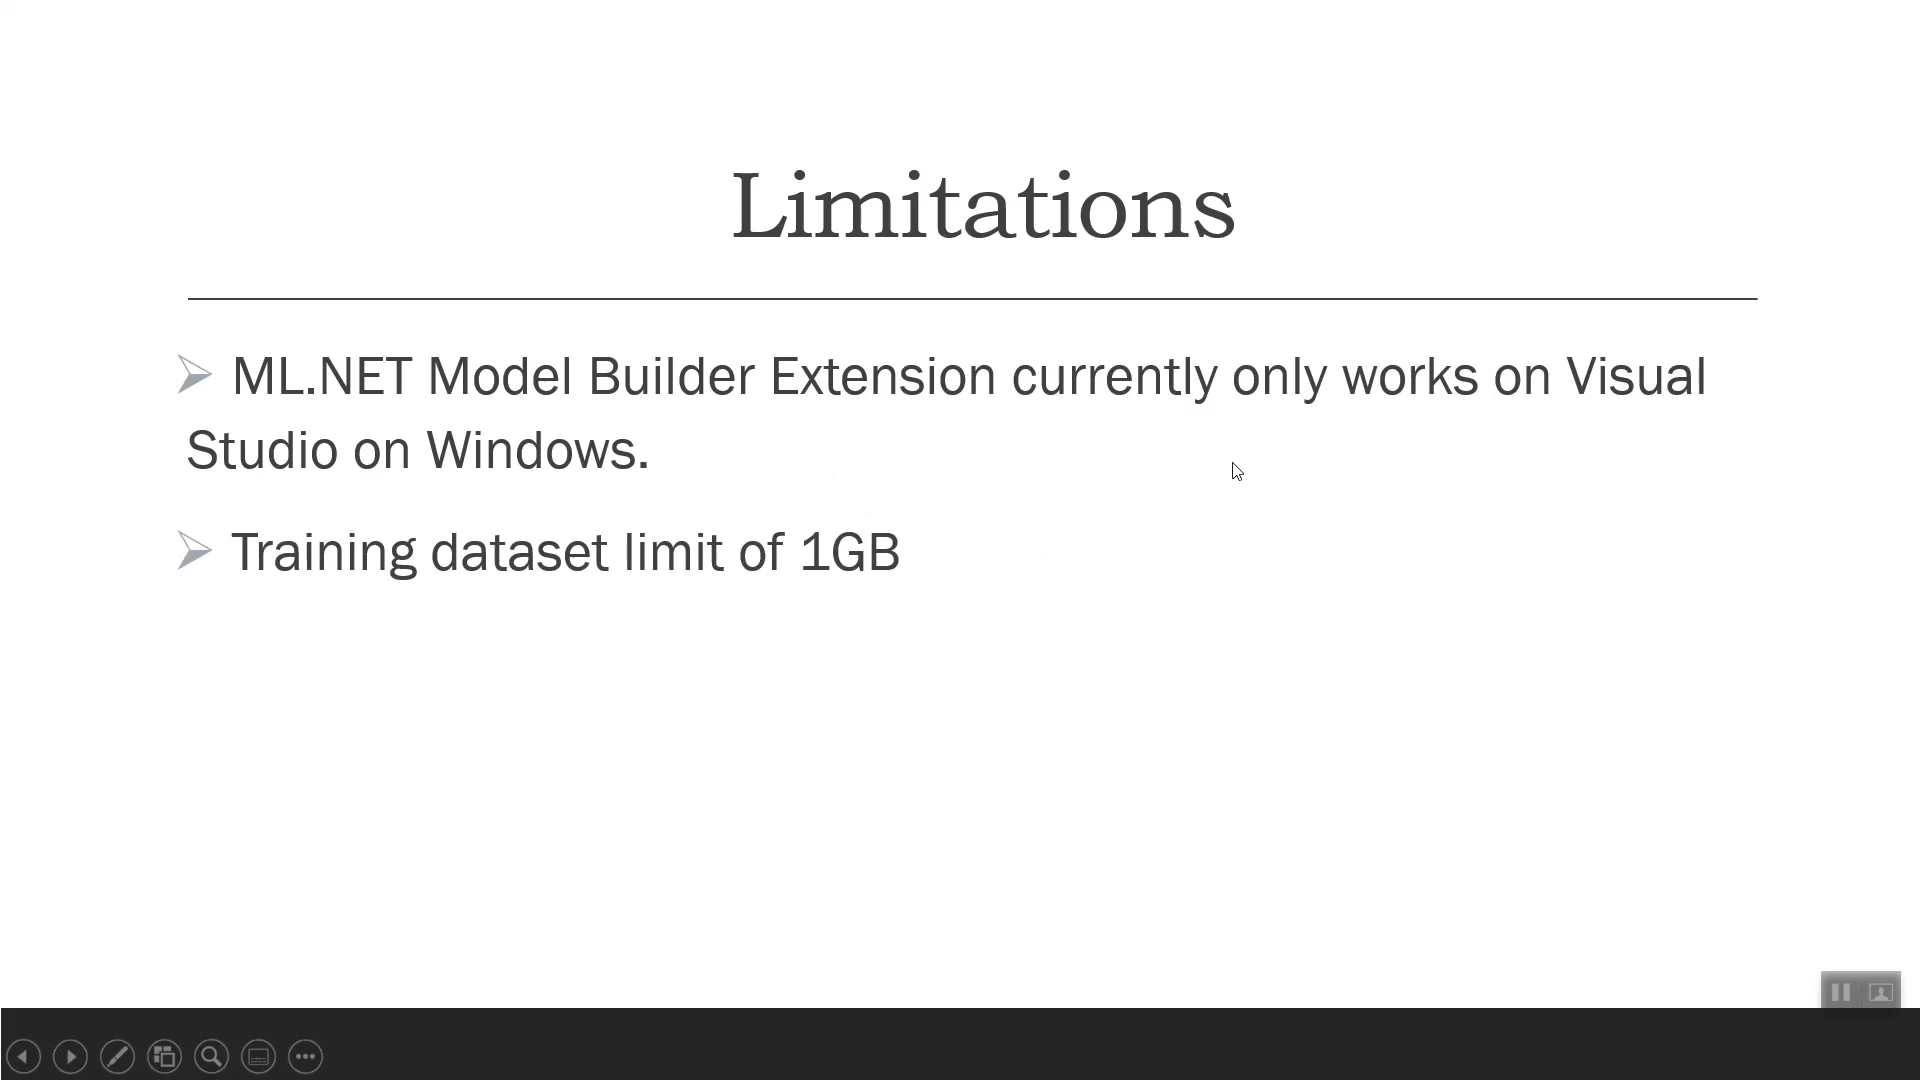 Limitations
ML.NET Model Builder Extension currently only works on Visual
Studio on Windows.
Training dataset limit of 1GB